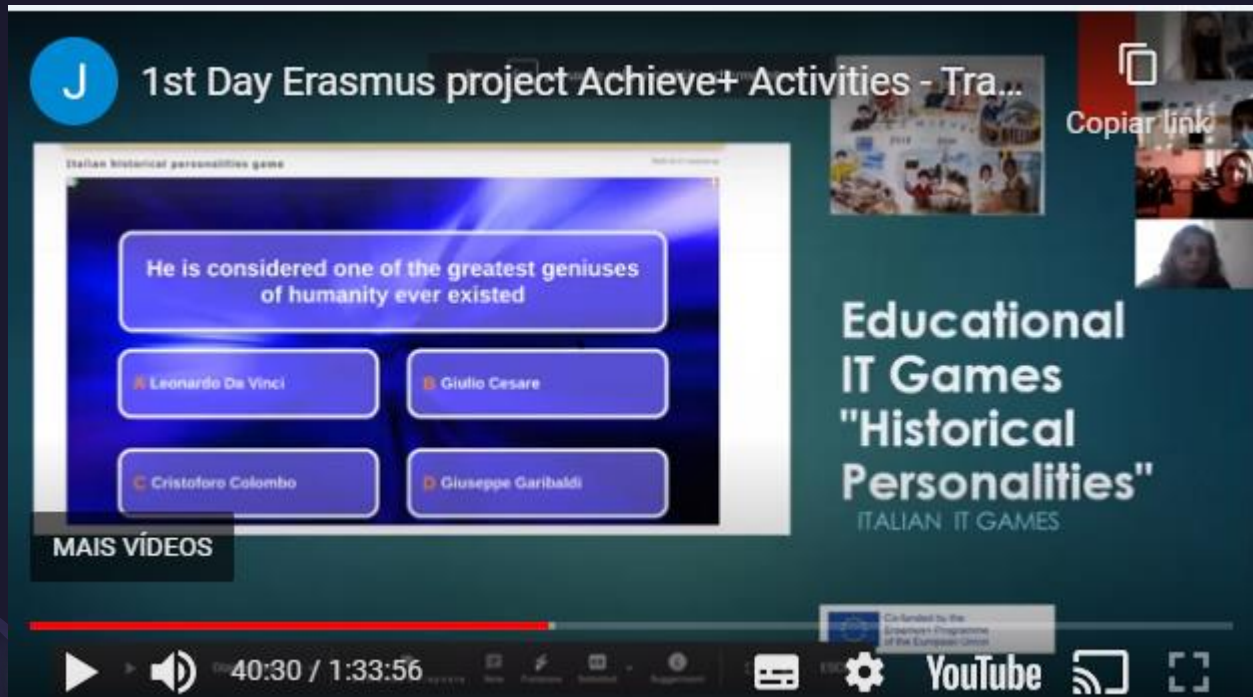 J
1st Day Erasmus project Achieve+ Activities - Tra...
Copiar link
Italian historical personalities game
He is considered one of the greatest geniuses
of humanity ever existed
A Leonardo Da Vinci
B Giulio Cesare
C Cristoforo Colombo
D Giuseppe Garibaldi
Educational
IT Games
"Historical
Personalities"
ITALIAN IT GAMES
MAIS VÍDEOS
Co-funded by the
Erasmus+ Programme
of the European Union
40:30 / 1:33:56
YouTube